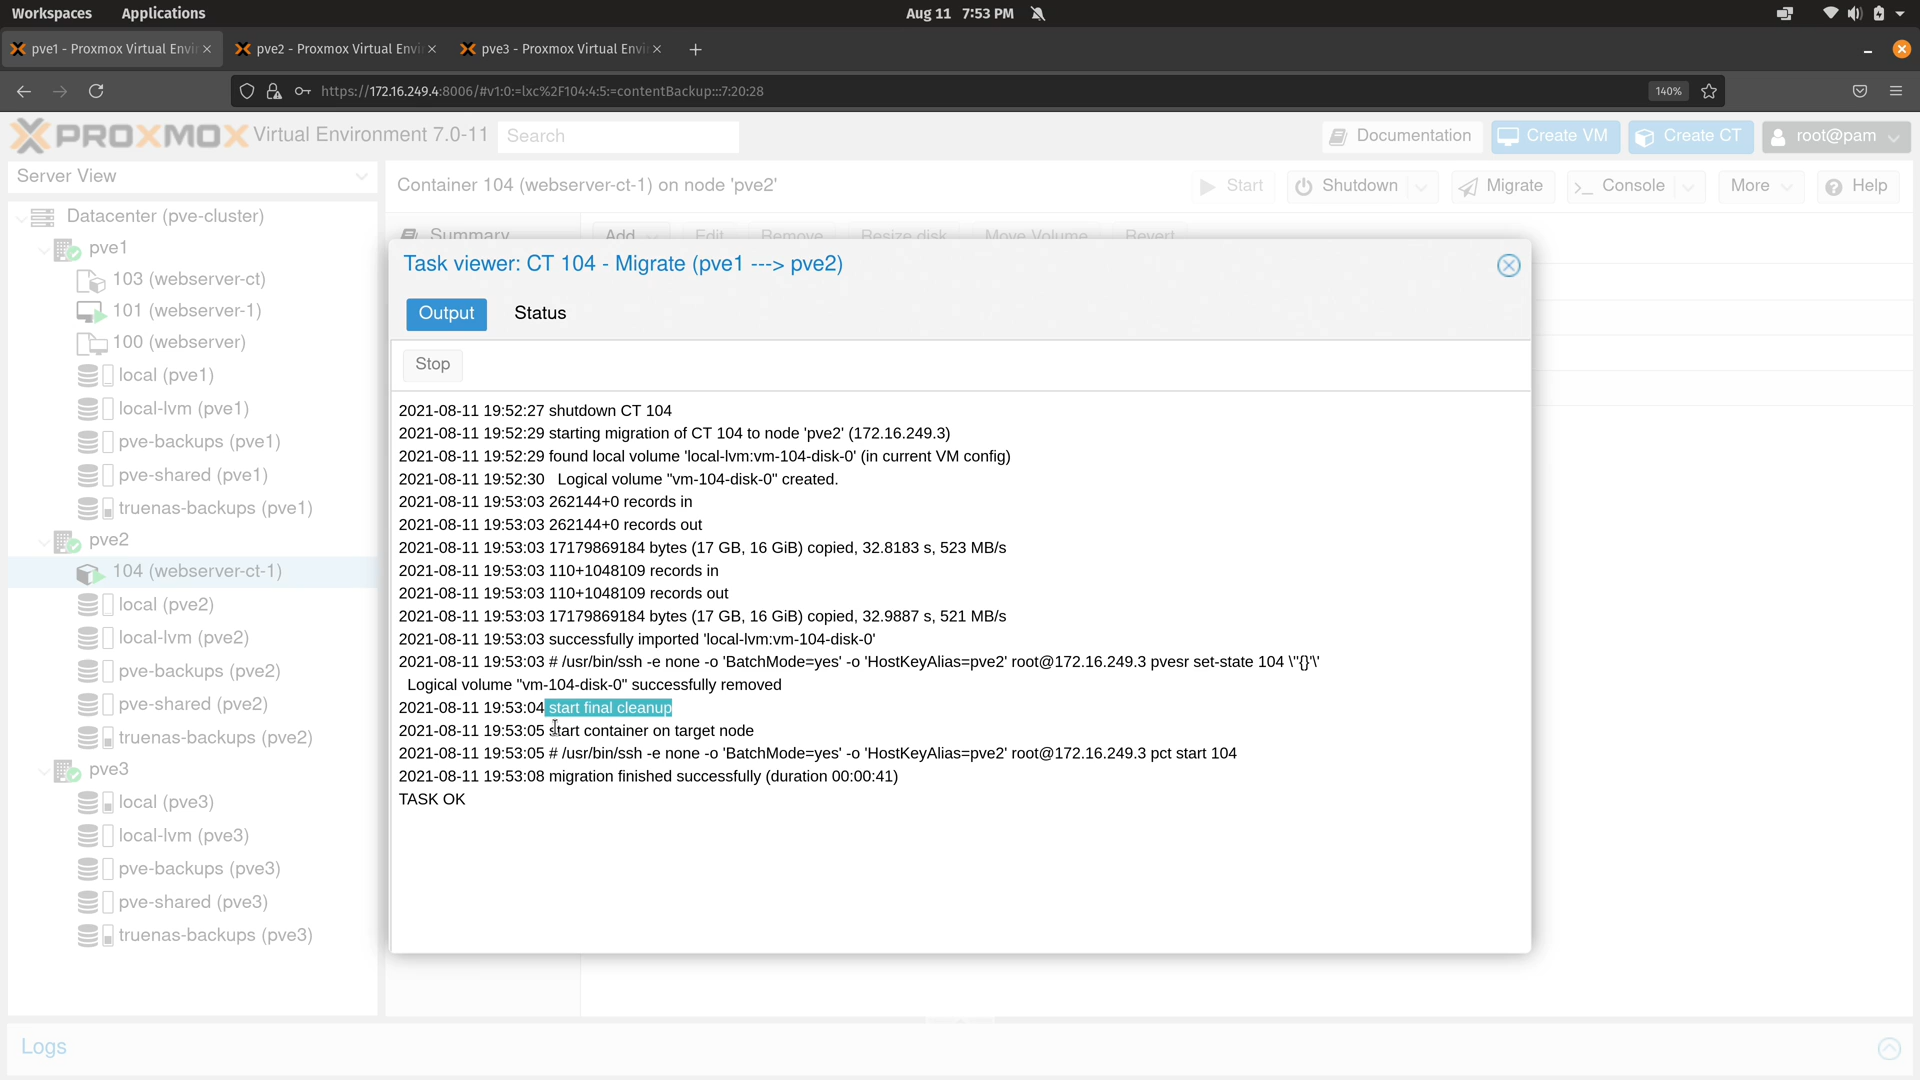 Workspaces Applications Aug 11 7:53 PM
pve1 - Proxmox Virtual Envi pve2 - Proxmox Virtual Envi pve3 - Proxmox Virtual Envi
https://172.16.249.4:8006/#v1:0:=lxc%2F104:4:5:=contentBackup:::7:20:28 140%
PROXMOX Virtual Environment 7.0-11 Search Documentation Create VM Create CT root@pam
Server View
Container 104 (webserver-ct-1) on node 'pve2' Start Shutdown Migrate Console More Help
Datacenter (pve-cluster)
pve1
103 (webserver-ct)
101 (webserver-1)
100 (webserver)
local (pve1)
local-lvm (pve1)
pve-backups (pve1)
pve-shared (pve1)
truenas-backups (pve1)
pve2
104 (webserver-ct-1)
local (pve2)
local-lvm (pve2)
pve-backups (pve2)
pve-shared (pve2)
truenas-backups (pve2)
pve3
local (pve3)
local-lvm (pve3)
pve-backups (pve3)
pve-shared (pve3)
truenas-backups (pve3)
Summary Add Edit Remove Resize disk Move Volume Revert
Task viewer: CT 104 - Migrate (pve1 ---> pve2)
Output Status
Stop
2021-08-11 19:52:27 shutdown CT 104
2021-08-11 19:52:29 starting migration of CT 104 to node 'pve2' (172.16.249.3)
2021-08-11 19:52:29 found local volume 'local-lvm:vm-104-disk-0' (in current VM config)
2021-08-11 19:52:30   Logical volume "vm-104-disk-0" created.
2021-08-11 19:53:03 262144+0 records in
2021-08-11 19:53:03 262144+0 records out
2021-08-11 19:53:03 17179869184 bytes (17 GB, 16 GiB) copied, 32.8183 s, 523 MB/s
2021-08-11 19:53:03 110+1048109 records in
2021-08-11 19:53:03 110+1048109 records out
2021-08-11 19:53:03 17179869184 bytes (17 GB, 16 GiB) copied, 32.9887 s, 521 MB/s
2021-08-11 19:53:03 successfully imported 'local-lvm:vm-104-disk-0'
2021-08-11 19:53:03 # /usr/bin/ssh -e none -o 'BatchMode=yes' -o 'HostKeyAlias=pve2' root@172.16.249.3 pvesr set-state 104 \''{}'\'
Logical volume "vm-104-disk-0" successfully removed
2021-08-11 19:53:04 start final cleanup
2021-08-11 19:53:05 start container on target node
2021-08-11 19:53:05 # /usr/bin/ssh -e none -o 'BatchMode=yes' -o 'HostKeyAlias=pve2' root@172.16.249.3 pct start 104
2021-08-11 19:53:08 migration finished successfully (duration 00:00:41)
TASK OK
Logs